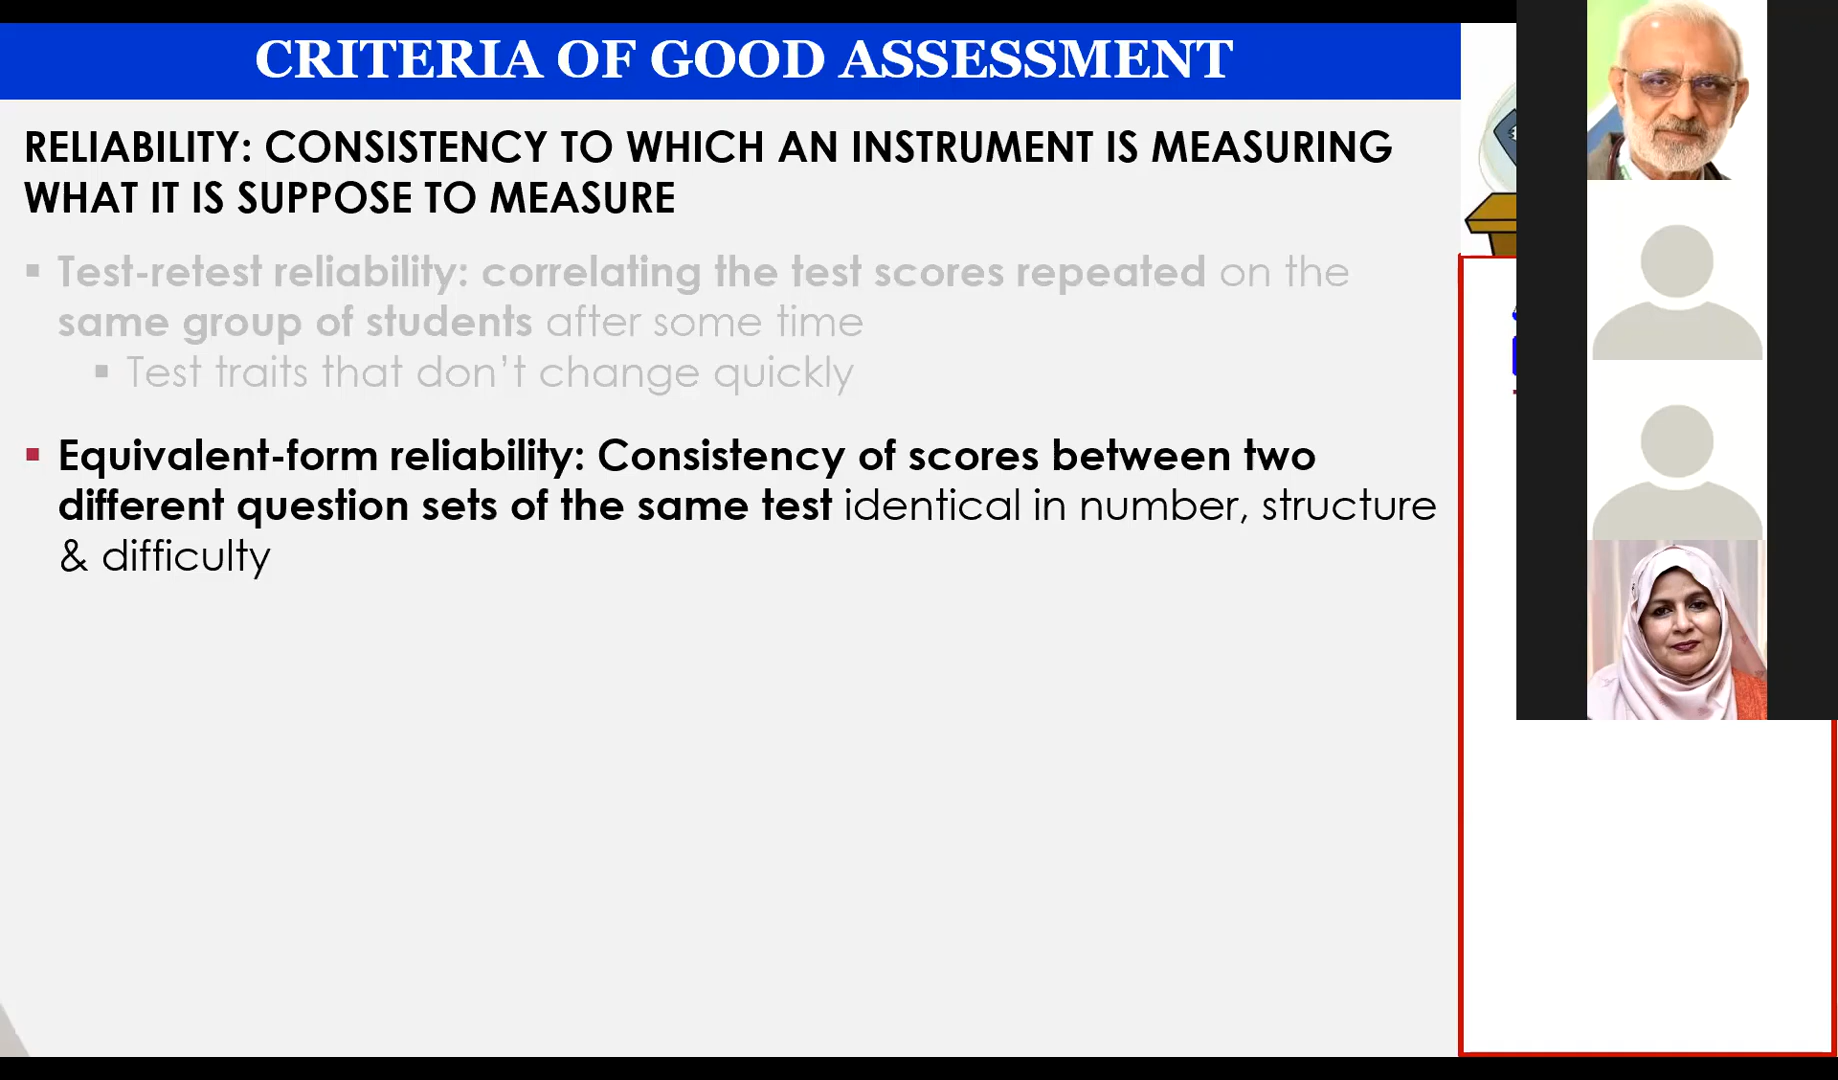 CRITERIA OF GOOD ASSESSMENT
RELIABILITY: CONSISTENCY TO WHICH AN INSTRUMENT IS MEASURING
WHAT IT IS SUPPOSE TO MEASURE
▪ Test-retest reliability: correlating the test scores repeated on the
same group of students after some time
▪ Test traits that don’t change quickly
▪ Equivalent-form reliability: Consistency of scores between two
different question sets of the same test identical in number, structure
& difficulty